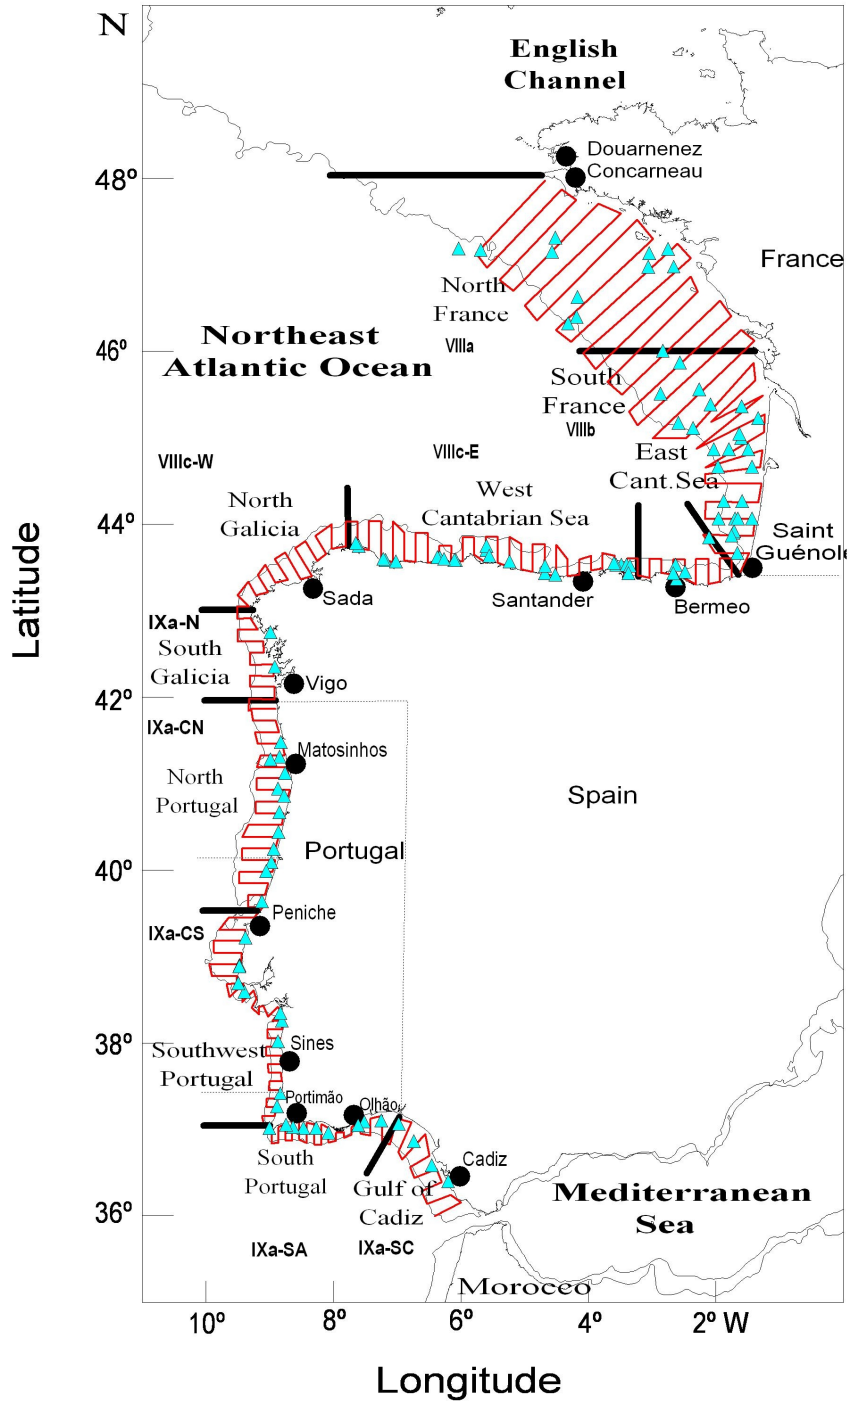 N
English
Channel
Douarnenez
Concarneau
48º
France
North
France
VIIIa
Northeast
Atlantic Ocean
46º
South
France
VIIIb
VIIIc-E
VIIIc-W
East
Cant.Sea
West
Cantabrian Sea
North
Galicia
44º
Saint
Guénole
Sada
Santander
Bermeo
IXa-N
South
Galicia
Vigo
42º
IXa-CN
Matosinhos
North
Portugal
Spain
Portugal
40º
Peniche
IXa-CS
38º
Sines
Southwest
Portugal
Portimão
Olhão
South
Portugal
Gulf of
Cadiz
Cadiz
Mediterranean
Sea
36º
IXa-SA
IXa-SC
Moroceo
10º
8º
6º
4º
2º W
Latitude
Longitude